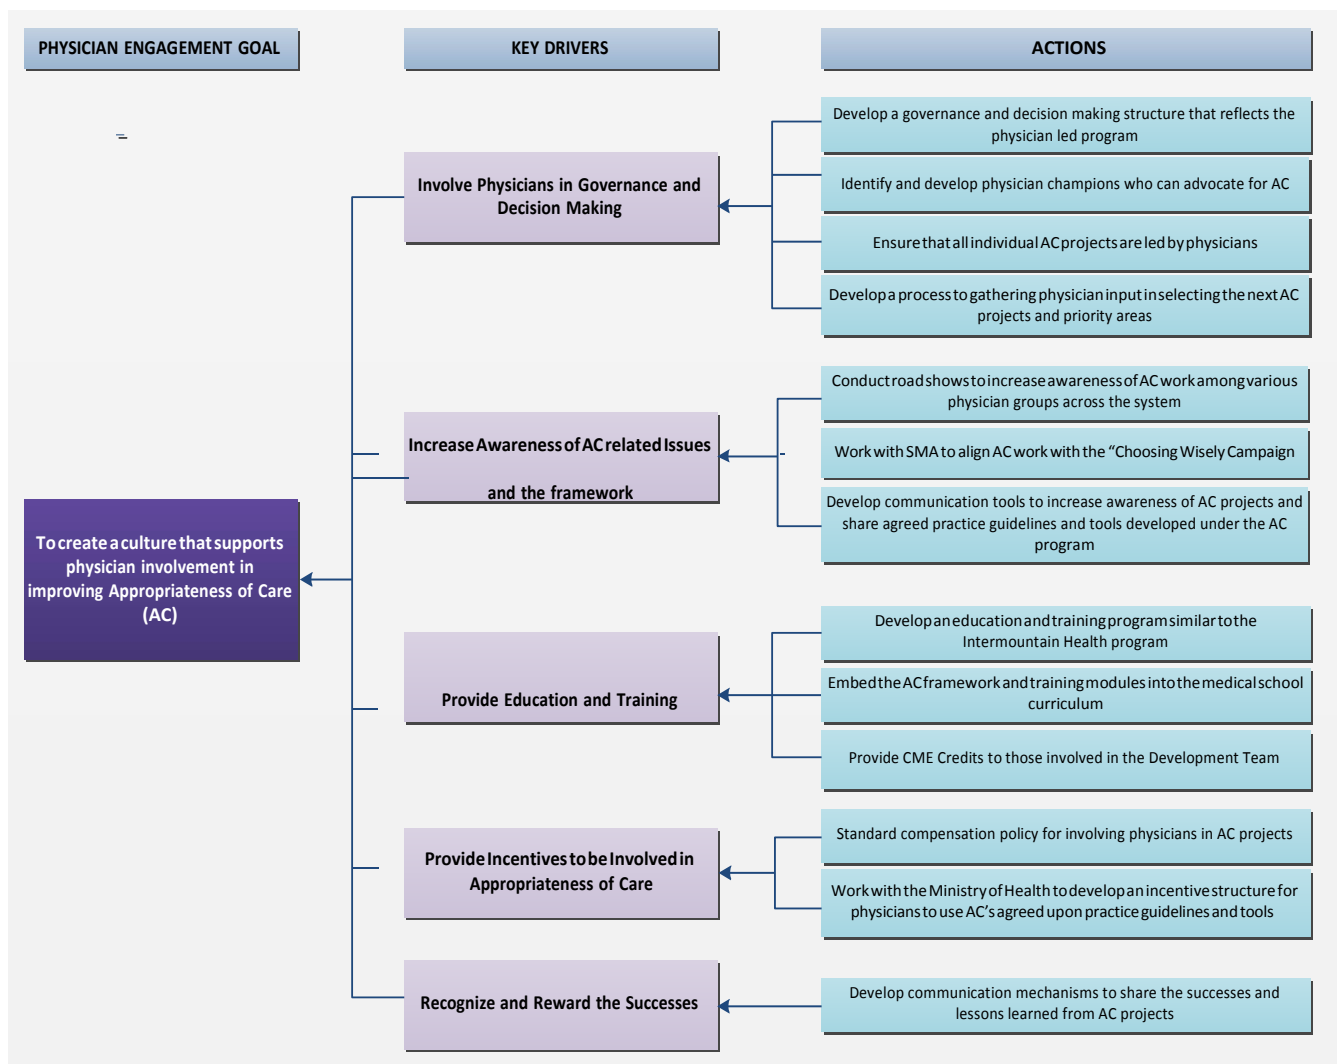 PHYSICIAN ENGAGEMENT GOAL
KEY DRIVERS
ACTIONS
To create a culture that supports
physician involvement in
improving Appropriateness of Care
(AC)
Involve Physicians in Governance and
Decision Making
Develop a governance and decision making structure that reflects the
physician led program
Identify and develop physician champions who can advocate for AC
Ensure that all individual AC projects are led by physicians
Develop a process to gathering physician input in selecting the next AC
projects and priority areas
Increase Awareness of AC related Issues
and the framework
Conduct road shows to increase awareness of AC work among various
physician groups across the system
Work with SMA to align AC work with the “Choosing Wisely Campaign
Develop communication tools to increase awareness of AC projects and
share agreed practice guidelines and tools developed under the AC
program
Provide Education and Training
Develop an education and training program similar to the
Intermountain Health program
Embed the AC framework and training modules into the medical school
curriculum
Provide CME Credits to those involved in the Development Team
Provide Incentives to be Involved in
Appropriateness of Care
Standard compensation policy for involving physicians in AC projects
Work with the Ministry of Health to develop an incentive structure for
physicians to use AC’s agreed upon practice guidelines and tools
Recognize and Reward the Successes
Develop communication mechanisms to share the successes and
lessons learned from AC projects